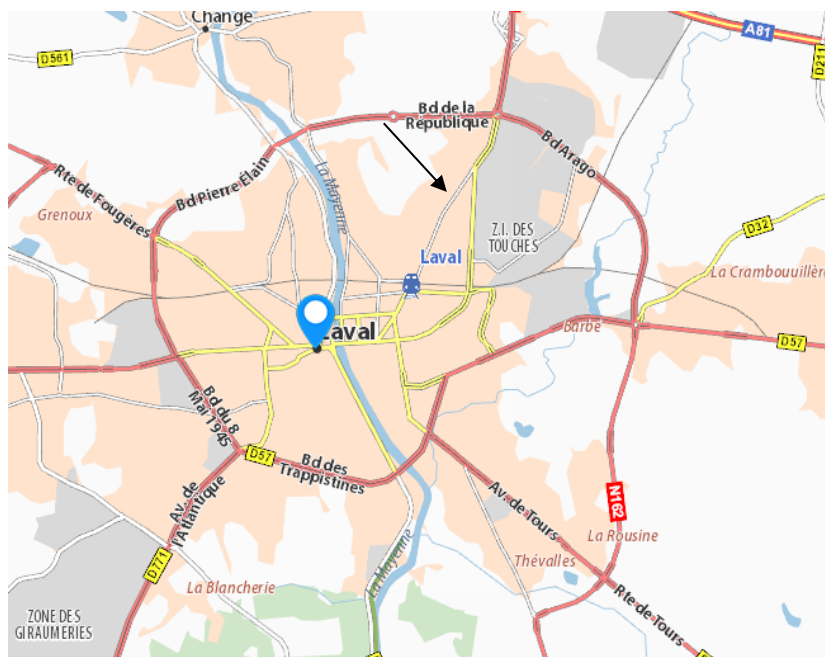 Change
A81
D211
D561
Bd de la
République
Bd Arago
Rte de Fougères
Bd Pierre Elain
La Mayenne
Grenoux
Z.I. DES
TOUCHES
D32
Laval
La Crambouuillère
Laval
Barbé
D57
Bd du 8
Mai 1945
D57
Bd des
Trappistines
Av. de
l'Atlantique
N162
Av. de Tours
La Rousine
La Mayenne
Thévalles
D771
La Blancherie
Rte de Tours
ZONE DES
GIRAUMERIES